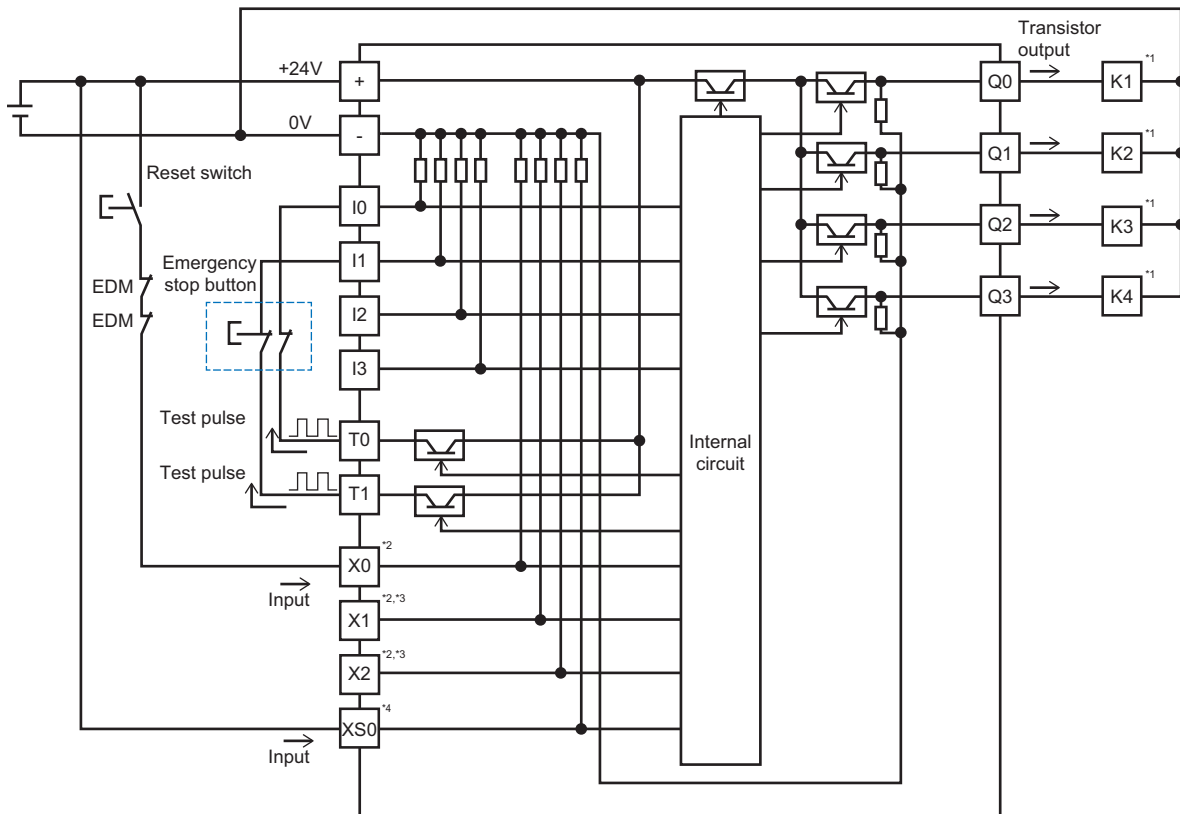 Transistor
output
+24V
+
Q0
K1
*1
0V
-
Q1
K2
*1
Reset switch
I0
Q2
K3
*1
Emergency
stop button
I1
EDM
Q3
K4
*1
EDM
I2
I3
Test pulse
T0
Internal
circuit
Test pulse
T1
X0
*2
Input
X1
*2,*3
X2
*2,*3
XS0
*4
Input